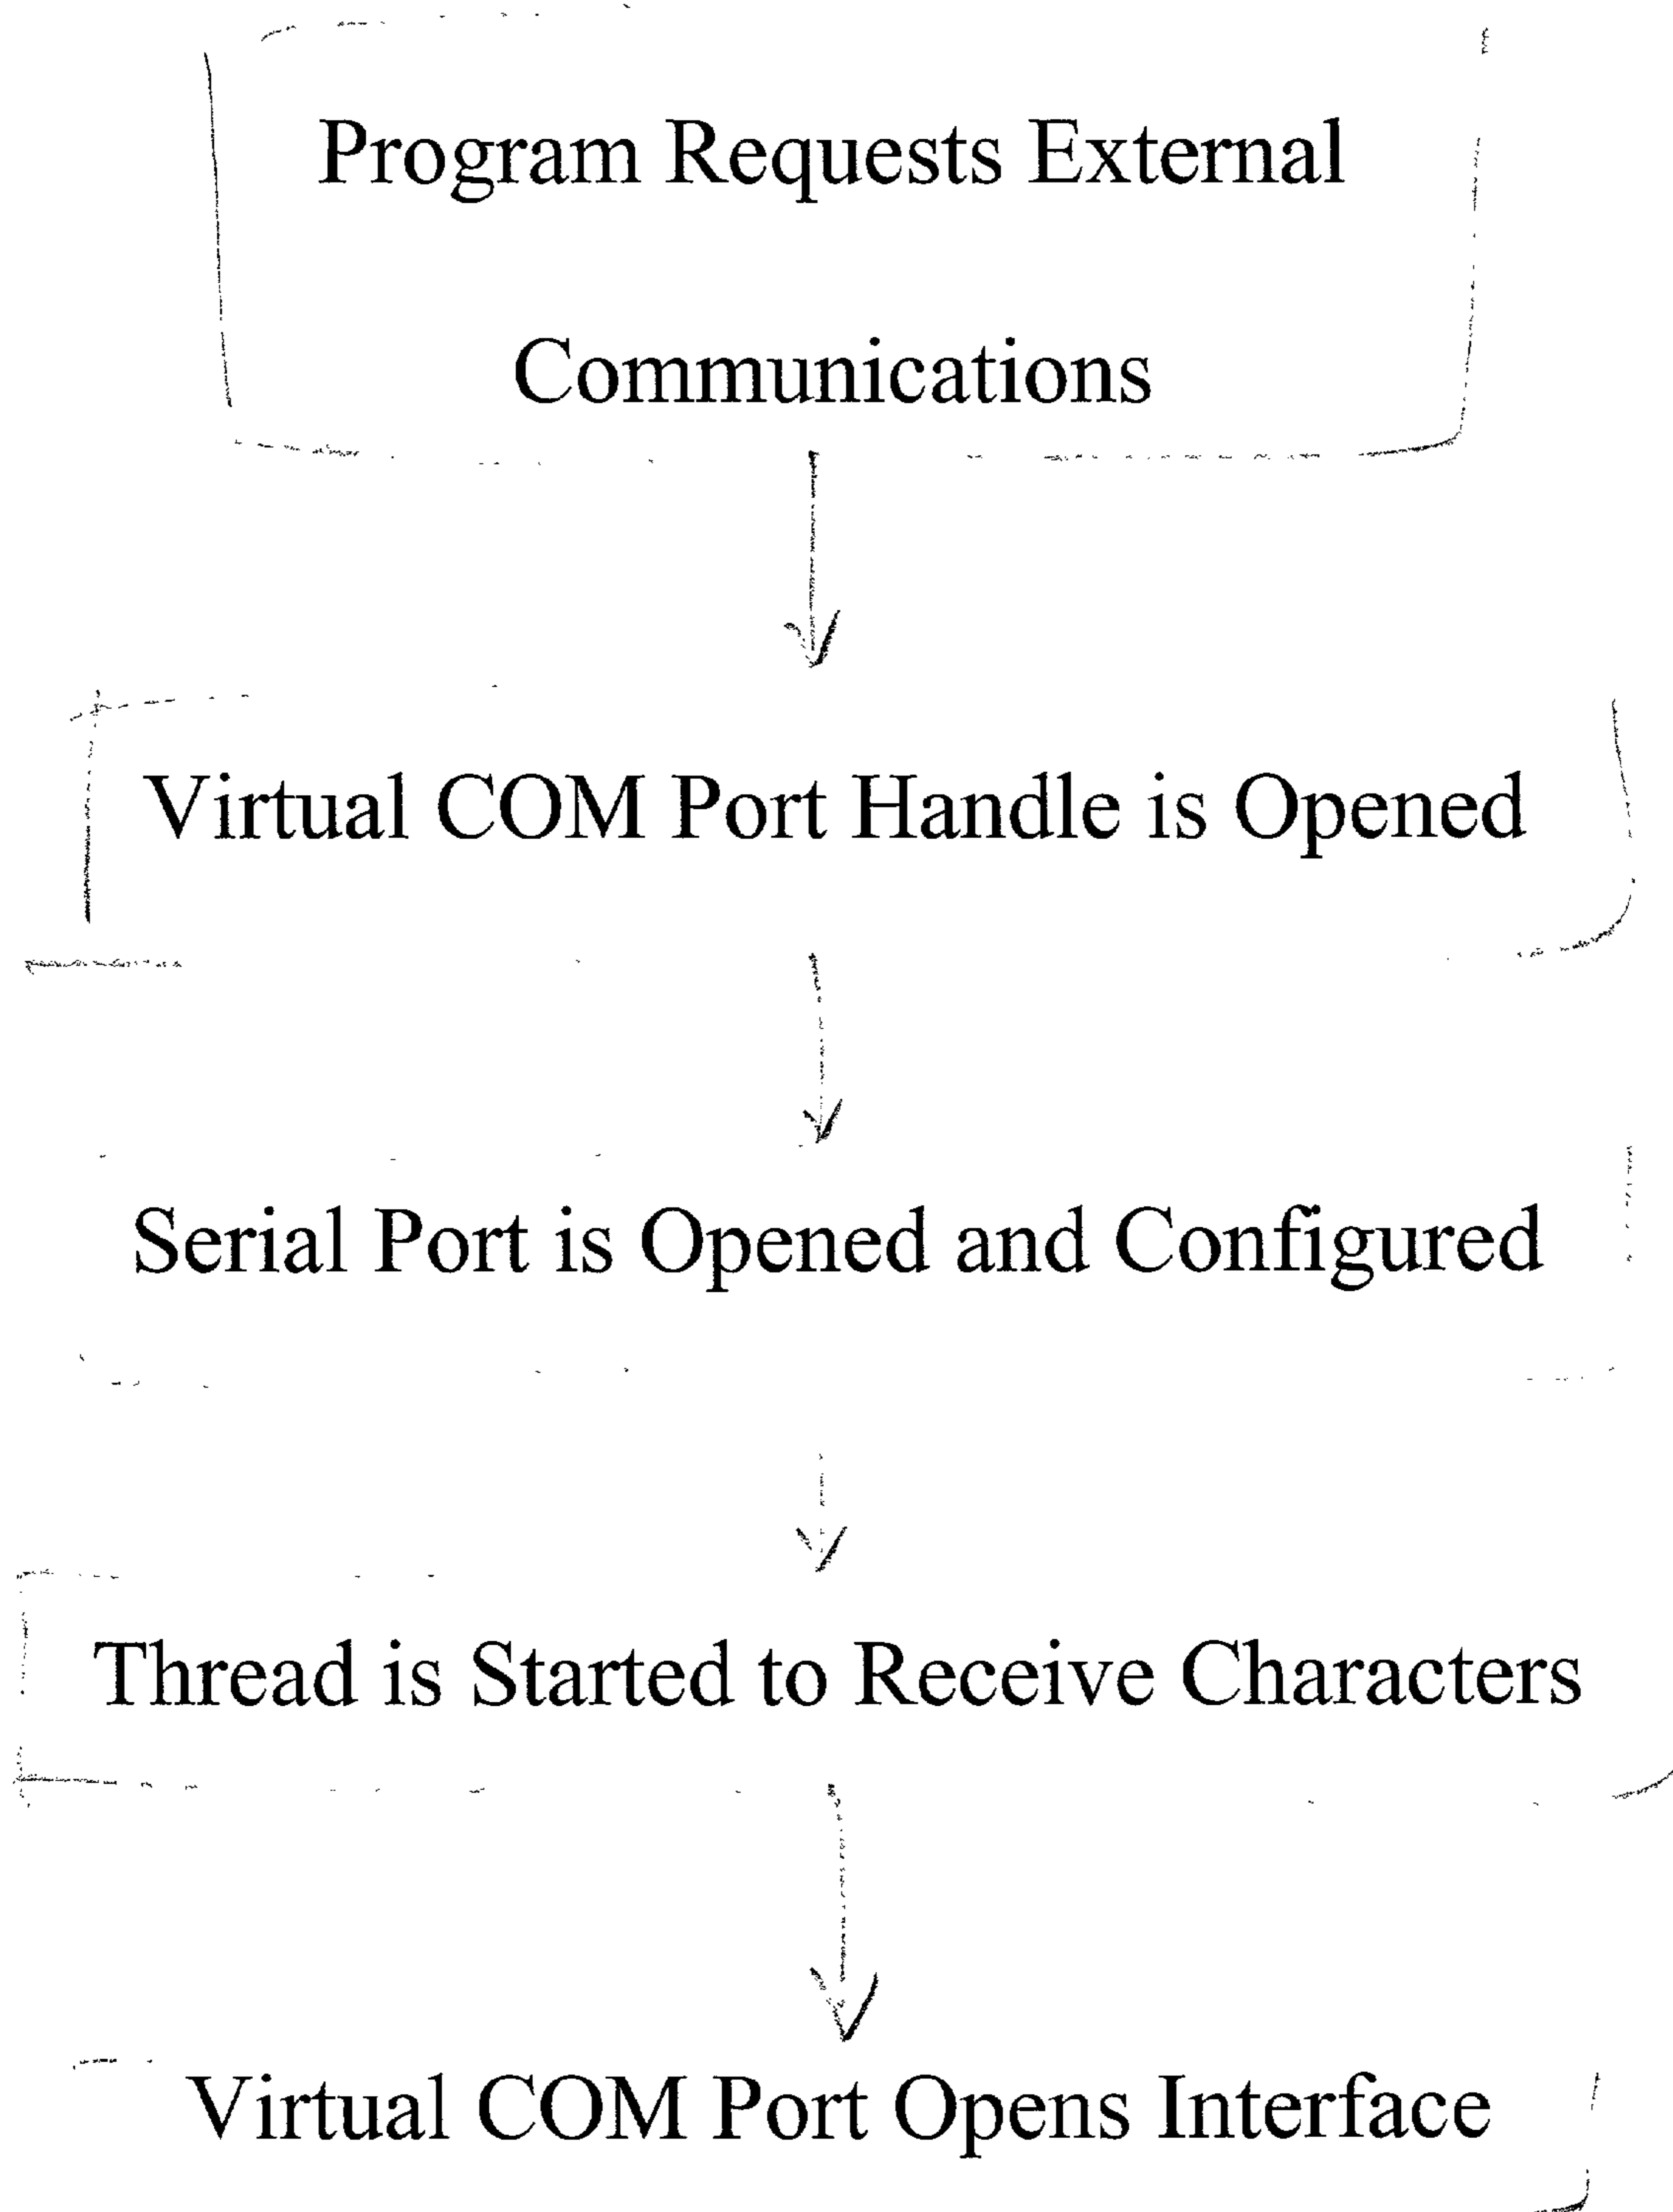 Program Requests External
Communications
Virtual COM Port Handle is Opened
Serial Port is Opened and Configured
Thread is Started to Receive Characters
Virtual COM Port Opens Interface